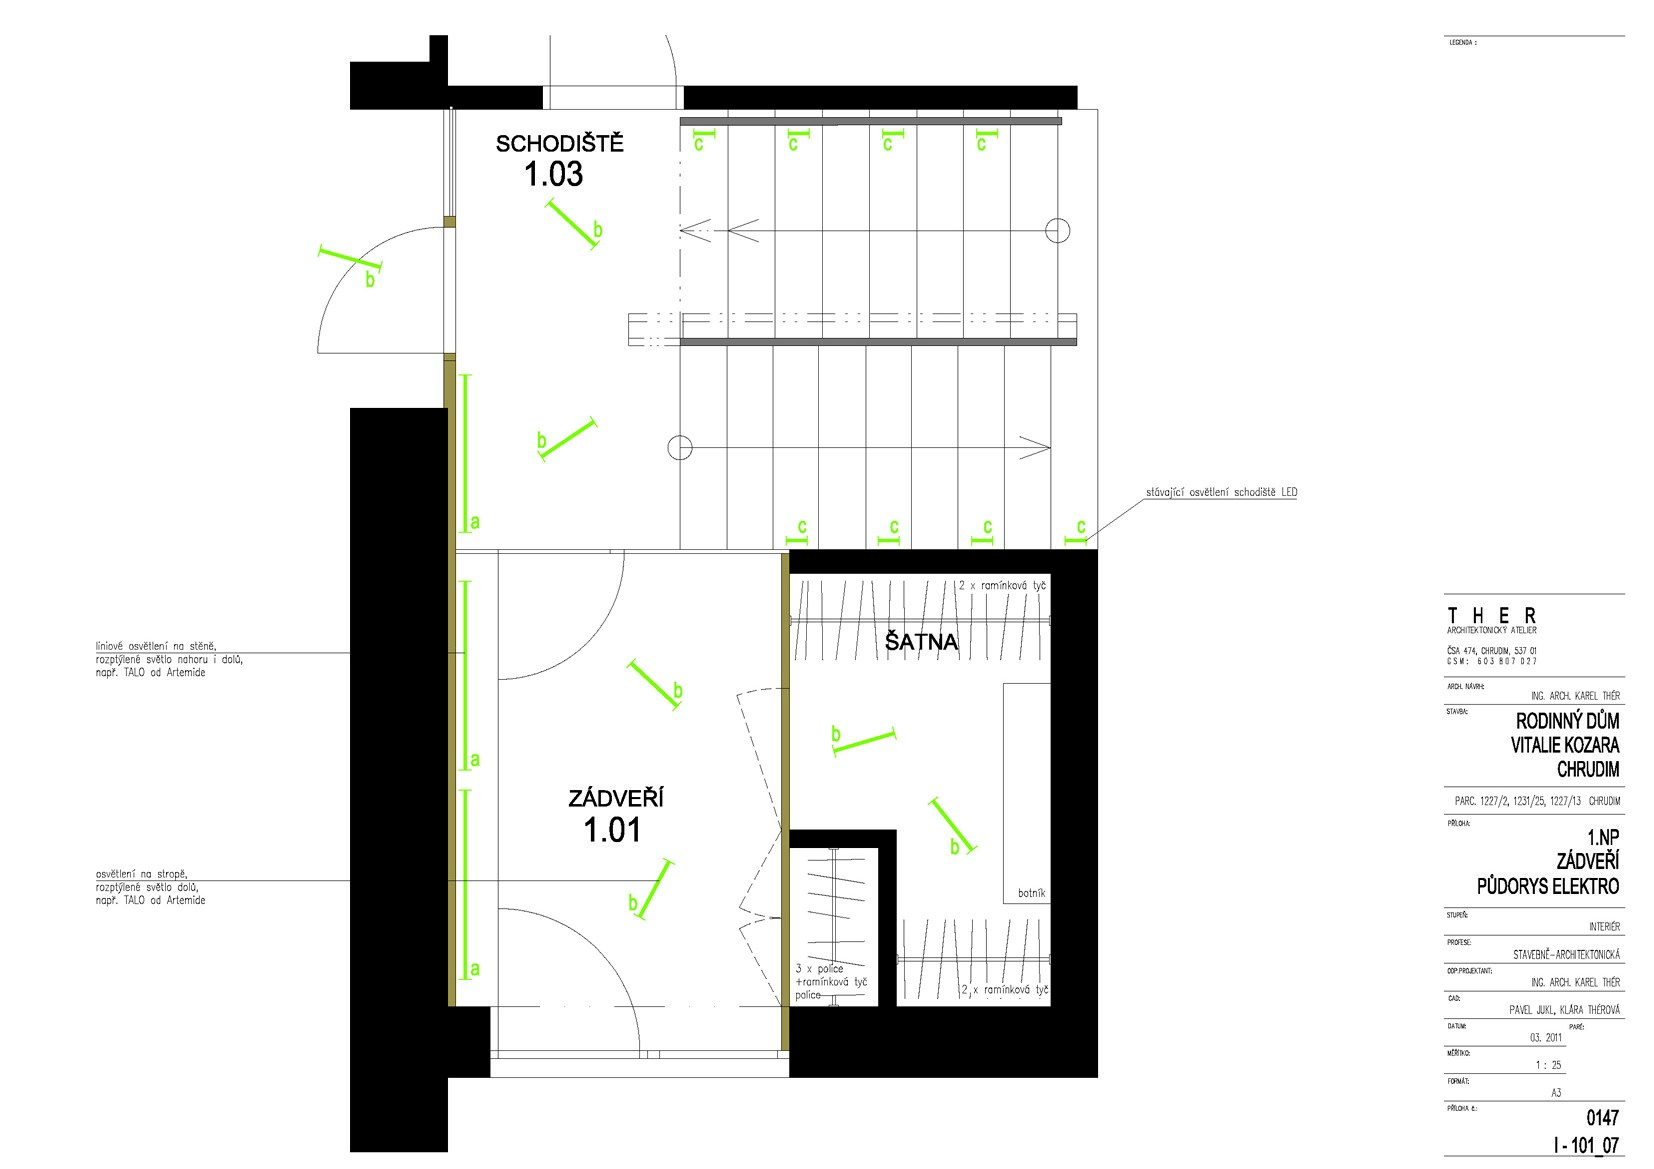 LEGENDA :
SCHODIŠTĚ
1.03
c
c
c
c
b
b
b
a
stávající osvětlení schodiště LED
c
c
c
c
2 x ramínková tyč
ŠATNA
liniové osvětlení na stěně,
rozptýlené světlo nahoru i dolů,
např. TALO od Artemide
b
b
a
ZÁDVEŘÍ
1.01
b
osvětlení na stropě,
rozptýlené světlo dolů,
např. TALO od Artemide
b
botník
a
3 x police
+ramínková tyč
police
2 x ramínková tyč
T H E R
ARCHITEKTONICKÝ ATELIER
ČSA 474, CHRUDIM, 537 01
GSM: 603 807 027
ARCH. NÁVRH:
ING. ARCH. KAREL THÉR
STAVBA:
RODINNÝ DŮM
VITALIE KOZARA
CHRUDIM
PARC. 1227/2, 1231/25, 1227/13 CHRUDIM
PŘÍLOHA:
1.NP
ZÁDVEŘÍ
PŮDORYS ELEKTRO
STUPEŇ:
INTERIÉR
PROFESE:
STAVEBNĚ-ARCHITEKTONICKÁ
ODP.PROJEKTANT:
ING. ARCH. KAREL THÉR
CAD:
PAVEL JUKL, KLÁRA THÉROVÁ
DATUM:
PARÉ:
03. 2011
MĚŘÍTKO:
1 : 25
FORMÁT:
A3
PŘÍLOHA č.:
0147
I - 101_07